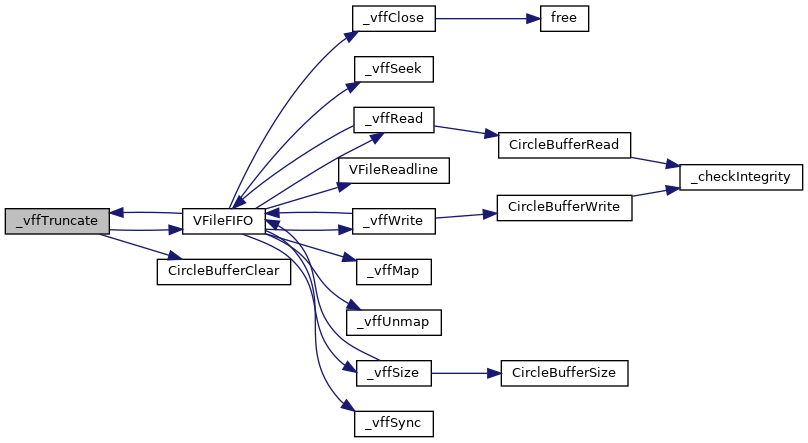 _vffClose
free
_vffSeek
_vffRead
CircleBufferRead
VFileReadline
_checkIntegrity
CircleBufferWrite
_vffTruncate
VFileFIFO
_vffWrite
CircleBufferClear
_vffMap
_vffUnmap
_vffSize
CircleBufferSize
_vffSync